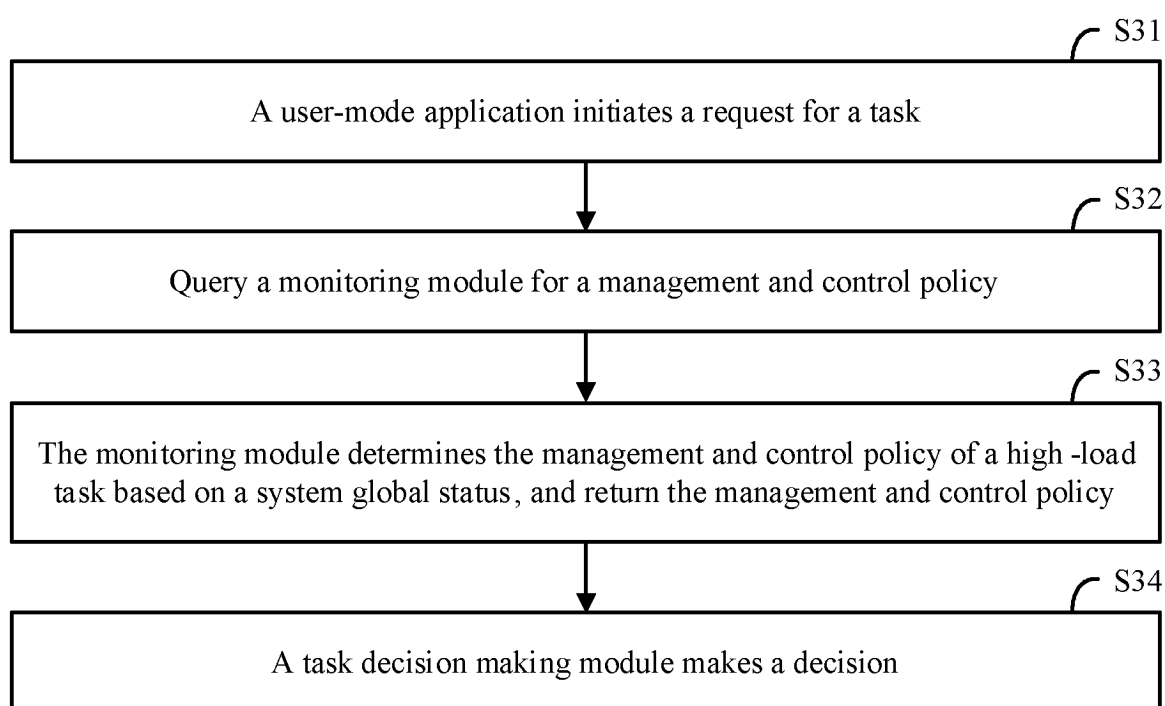 S31
A user-mode application initiates a request for a task
S32
Query a monitoring module for a management and control policy
S33
The monitoring module determines the management and control policy of a high -load
task based on a system global status, and return the management and control policy
S34
A task decision making module makes a decision